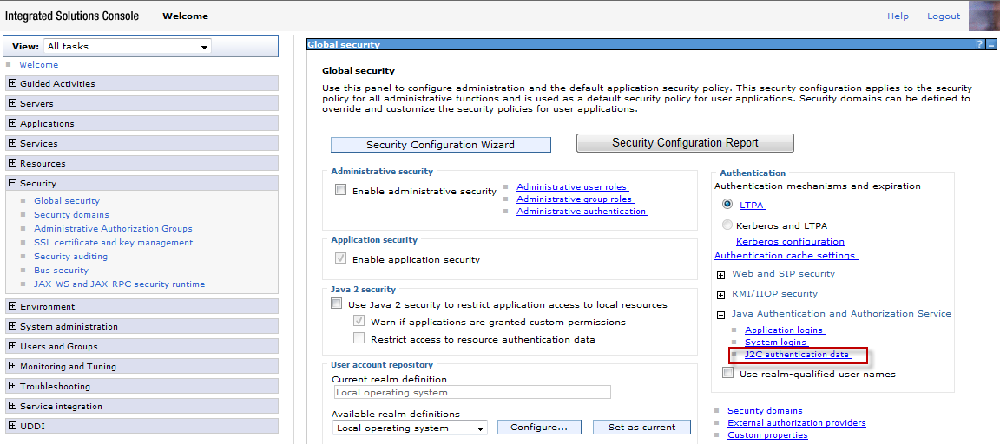 Integrated Solutions Console Welcome Help Logout
View: All tasks
Welcome
Guided Activities
Servers
Applications
Services
Resources
Security
Global security
Security domains
Administrative Authorization Groups
SSL certificate and key management
Security auditing
Bus security
JAX-WS and JAX-RPC security runtime
Environment
System administration
Users and Groups
Monitoring and Tuning
Troubleshooting
Service integration
UDDI
Global security ?
Global security
Use this panel to configure administration and the default application security policy. This security configuration applies to the security
policy for all administrative functions and is used as a default security policy for user applications. Security domains can be defined to
override and customize the security policies for user applications.
Security Configuration Wizard Security Configuration Report
Administrative security
Enable administrative security
Administrative user roles
Administrative group roles
Administrative authentication
Application security
Enable application security
Java 2 security
Use Java 2 security to restrict application access to local resources
Warn if applications are granted custom permissions
Restrict access to resource authentication data
User account repository
Current realm definition
Local operating system
Available realm definitions
Local operating system Configure... Set as current
Authentication
Authentication mechanisms and expiration
LTPA
Kerberos and LTPA
Kerberos configuration
Authentication cache settings
Web and SIP security
RMI/IIOP security
Java Authentication and Authorization Service
Application logins
System logins
J2C authentication data
Use realm-qualified user names
Security domains
External authorization providers
Custom properties